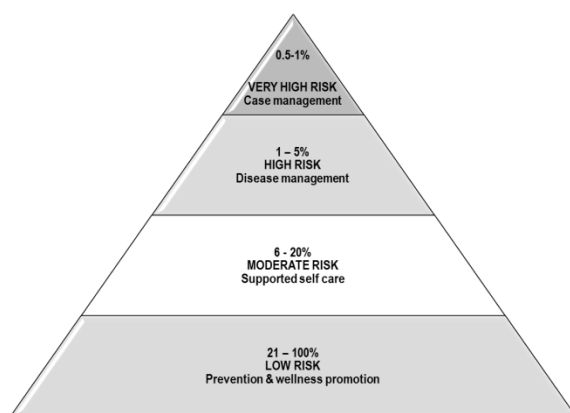 0.5-1%
VERY HIGH RISK
Case management
1 – 5%
HIGH RISK
Disease management
6 - 20%
MODERATE RISK
Supported self care
21 – 100%
LOW RISK
Prevention & wellness promotion